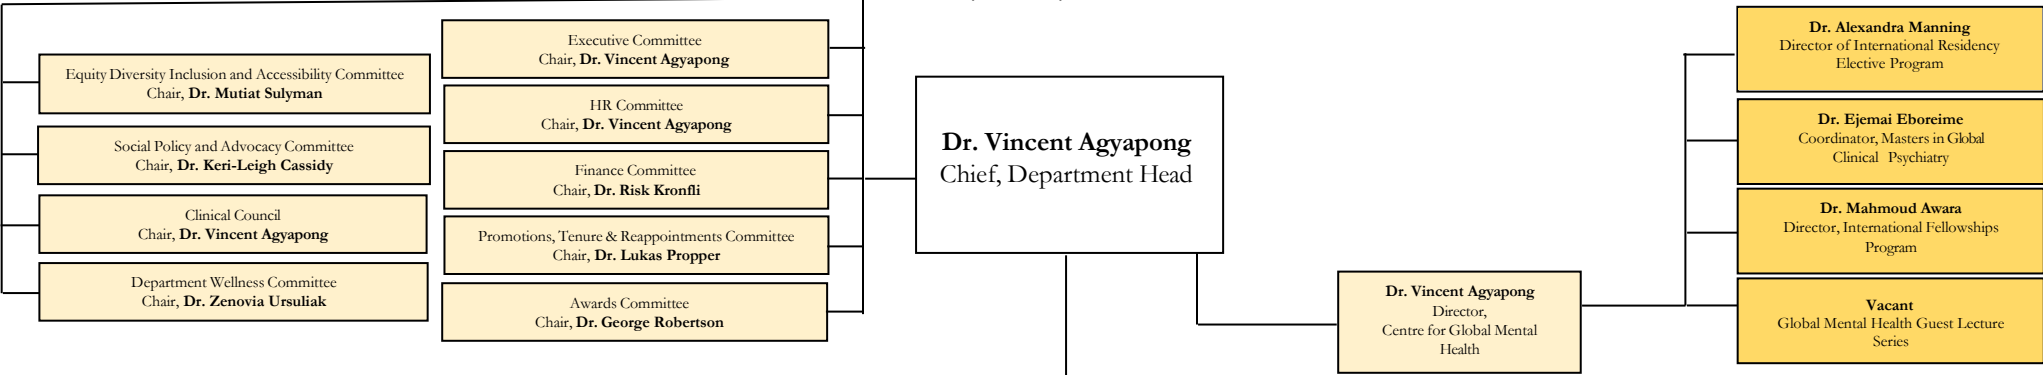 Equity Diversity Inclusion and Accessibility Committee
Chair, Dr. Mutiat Sulyman
Social Policy and Advocacy Committee
Chair, Dr. Keri-Leigh Cassidy
Clinical Council
Chair, Dr. Vincent Agyapong
Department Wellness Committee
Chair, Dr. Zenovia Ursuliak
Executive Committee
Chair, Dr. Vincent Agyapong
HR Committee
Chair, Dr. Vincent Agyapong
Finance Committee
Chair, Dr. Risk Kronfli
Promotions, Tenure & Reappointments Committee
Chair, Dr. Lukas Propper
Awards Committee
Chair, Dr. George Robertson
Dr. Vincent Agyapong
Chief, Department Head
Dr. Vincent Agyapong
Director,
Centre for Global Mental
Health
Dr. Alexandra Manning
Director of International Residency
Elective Program
Dr. Ejemai Eboreime
Coordinator, Masters in Global
Clinical Psychiatry
Dr. Mahmoud Awara
Director, International Fellowships
Program
Vacant
Global Mental Health Guest Lecture
Series